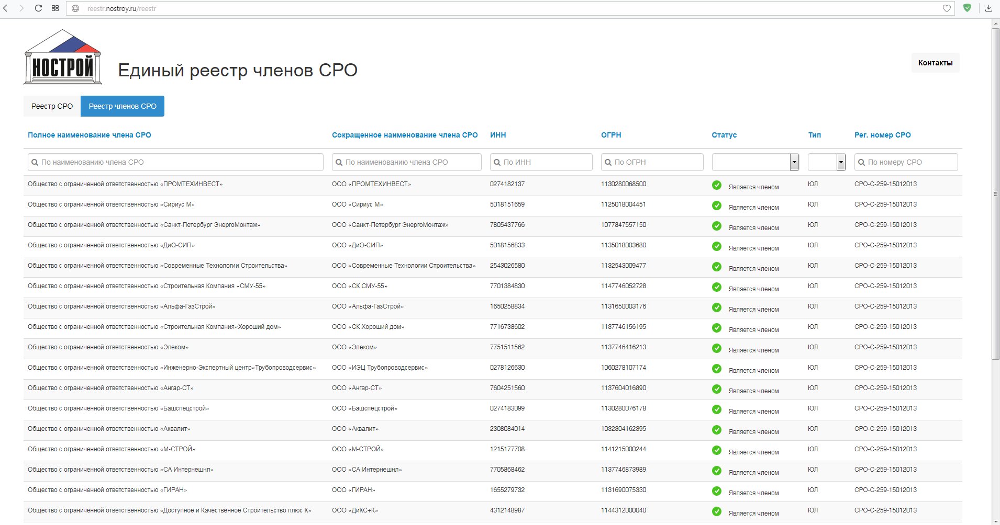 reestr.nostroy.ru/reestr
НОСТРОЙ
Единый реестр членов СРО
Контакты
Реестр СРО Реестр членов СРО
Полное наименование члена СРО Сокращенное наименование члена СРО ИНН ОГРН Статус Тип Рег. номер СРО
По наименованию члена СРО По наименованию члена СРО По ИНН По ОГРН По номеру СРО
Общество с ограниченной ответственностью «ПРОМТЕХИНВЕСТ» ООО «ПРОМТЕХИНВЕСТ» 0274182137 1130280068500 Является членом ЮЛ СРО-С-259-15012013
Общество с ограниченной ответственностью «Сириус М» ООО «Сириус М» 5018151659 1125018004451 Является членом ЮЛ СРО-С-259-15012013
Общество с ограниченной ответственностью «Санкт-Петербург ЭнергоМонтаж» ООО «Санкт-Петербург ЭнергоМонтаж» 7805437766 1077847557150 Является членом ЮЛ СРО-С-259-15012013
Общество с ограниченной ответственностью «ДиО-СИП» ООО «ДиО-СИП» 5018156833 1135018003680 Является членом ЮЛ СРО-С-259-15012013
Общество с ограниченной ответственностью «Современные Технологии Строительства» ООО «Современные Технологии Строительства» 2543026580 1132543009477 Является членом ЮЛ СРО-С-259-15012013
Общество с ограниченной ответственностью «Строительная Компания «СМУ-55» ООО «СК СМУ-55» 7701384830 1147746052728 Является членом ЮЛ СРО-С-259-15012013
Общество с ограниченной ответственностью «Альфа-ГазСтрой» ООО «Альфа-ГазСтрой» 1650258834 1131650003176 Является членом ЮЛ СРО-С-259-15012013
Общество с ограниченной ответственностью «Строительная Компания«Хороший дом» ООО «СК Хороший дом» 7716738602 1137746156195 Является членом ЮЛ СРО-С-259-15012013
Общество с ограниченной ответственностью «Элеком» ООО «Элеком» 7751511562 1137746416213 Является членом ЮЛ СРО-С-259-15012013
Общество с ограниченной ответственностью «Инженерно-Экспертный центр«Трубопроводсервис» ООО «ИЭЦ Трубопроводсервис» 0278126630 1060278107174 Является членом ЮЛ СРО-С-259-15012013
Общество с ограниченной ответственностью «Ангар-СТ» ООО «Ангар-СТ» 7604251560 1137604016890 Является членом ЮЛ СРО-С-259-15012013
Общество с ограниченной ответственностью «Башспецстрой» ООО «Башспецстрой» 0274183099 1130280076178 Является членом ЮЛ СРО-С-259-15012013
Общество с ограниченной ответственностью «Аквалит» ООО «Аквалит» 2308084014 1032304162395 Является членом ЮЛ СРО-С-259-15012013
Общество с ограниченной ответственностью «М-СТРОЙ» ООО «М-СТРОЙ» 1215177708 1141215000244 Является членом ЮЛ СРО-С-259-15012013
Общество с ограниченной ответственностью «СА Интернешнл» ООО «СА Интернешнл» 7705868462 1137746873989 Является членом ЮЛ СРО-С-259-15012013
Общество с ограниченной ответственностью «ГИРАН» ООО «ГИРАН» 1655279732 1131690075330 Является членом ЮЛ СРО-С-259-15012013
Общество с ограниченной ответственностью «Доступное и Качественное Строительство плюс К» ООО «ДиКС+К» 4312148987 1144312000040 Является членом ЮЛ СРО-С-259-15012013